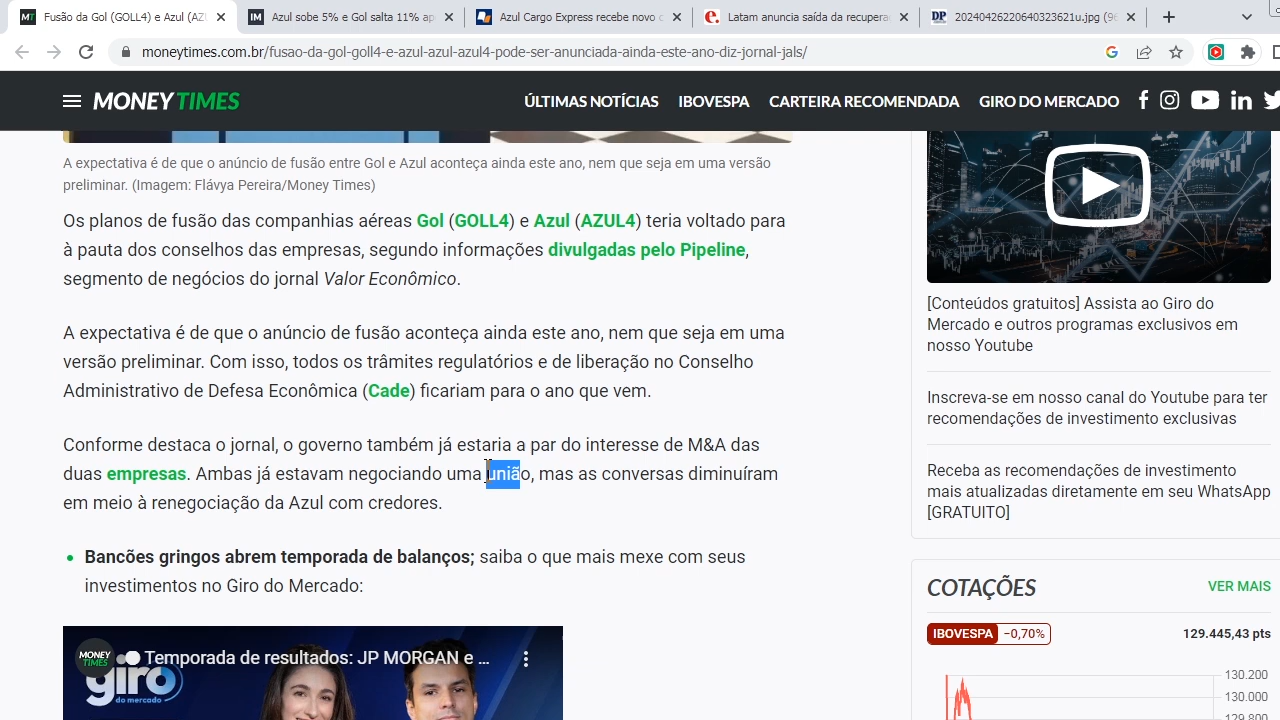 Fusão da Gol (GOLL4) e Azul (AZ
Azul sobe 5% e Gol salta 11% ap
Azul Cargo Express recebe novo c
Latam anuncia saída da recupera
20240426220640323621u.jpg (96
moneytimes.com.br/fusao-da-gol-goll4-e-azul-azul-azul4-pode-ser-anunciada-ainda-este-ano-diz-jornal-jals/
MONEY TIMES
ÚLTIMAS NOTÍCIAS
IBOVESPA
CARTEIRA RECOMENDADA
GIRO DO MERCADO
A expectativa é de que o anúncio de fusão entre Gol e Azul aconteça ainda este ano, nem que seja em uma versão
preliminar. (Imagem: Flávya Pereira/Money Times)
Os planos de fusão das companhias aéreas Gol (GOLL4) e Azul (AZUL4) teria voltado para
à pauta dos conselhos das empresas, segundo informações divulgadas pelo Pipeline,
segmento de negócios do jornal Valor Econômico.
A expectativa é de que o anúncio de fusão aconteça ainda este ano, nem que seja em uma
versão preliminar. Com isso, todos os trâmites regulatórios e de liberação no Conselho
Administrativo de Defesa Econômica (Cade) ficariam para o ano que vem.
Conforme destaca o jornal, o governo também já estaria a par do interesse de M&A das
duas empresas. Ambas já estavam negociando uma união, mas as conversas diminuíram
em meio à renegociação da Azul com credores.
Bancões gringos abrem temporada de balanços; saiba o que mais mexe com seus
investimentos no Giro do Mercado:
MONEY
TIMES
Temporada de resultados: JP MORGAN e ...
giro
do mercado
[Conteúdos gratuitos] Assista ao Giro do
Mercado e outros programas exclusivos em
nosso Youtube
Inscreva-se em nosso canal do Youtube para ter
recomendações de investimento exclusivas
Receba as recomendações de investimento
mais atualizadas diretamente em seu WhatsApp
[GRATUITO]
COTAÇÕES
VER MAIS
IBOVESPA −0,70%
129.445,43 pts
130.200
130.000
129.800